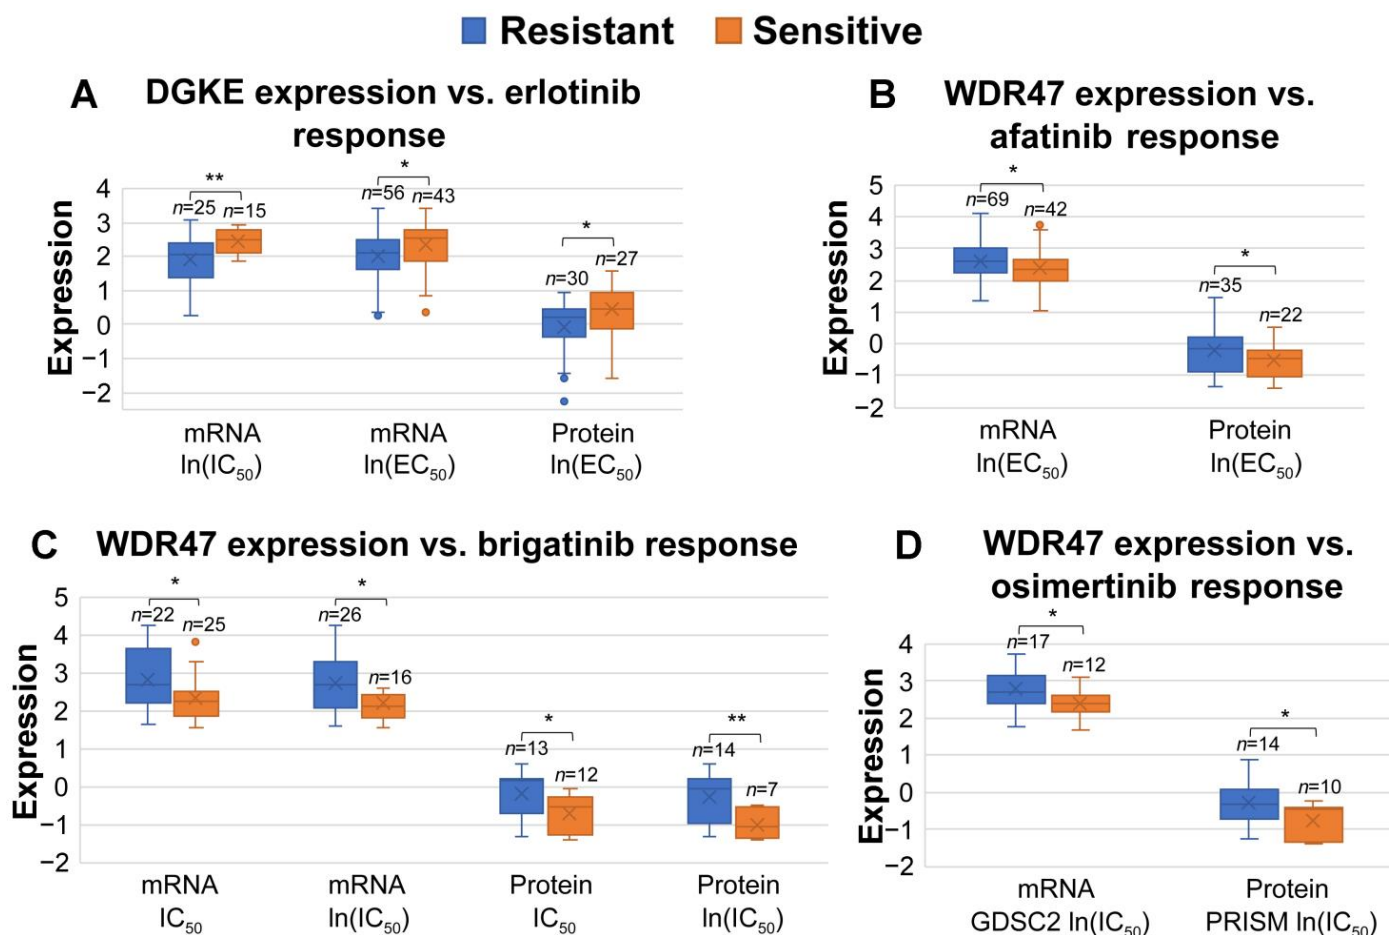 Resistant Sensitive
A DGKE expression vs. erlotinib
response
Expression
4
3
2
1
0
−1
−2
**
n=25 n=15
*
n=56 n=43
*
n=30
n=27
mRNA
ln(IC50)
mRNA
ln(EC50)
Protein
ln(EC50)
B WDR47 expression vs.
afatinib response
Expression
5
4
3
2
1
0
−1
−2
*
n=69
n=42
*
n=35
n=22
mRNA
ln(EC50)
Protein
ln(EC50)
C WDR47 expression vs. brigatinib response
Expression
5
4
3
2
1
0
−1
−2
*
n=22
n=25
*
n=26
n=16
*
n=13
n=12
**
n=14
n=7
mRNA
IC50
mRNA
ln(IC50)
Protein
IC50
Protein
ln(IC50)
D WDR47 expression vs.
osimertinib response
Expression
4
3
2
1
0
−1
−2
*
n=17
n=12
*
n=14
n=10
mRNA
GDSC2 ln(IC50)
Protein
PRISM ln(IC50)